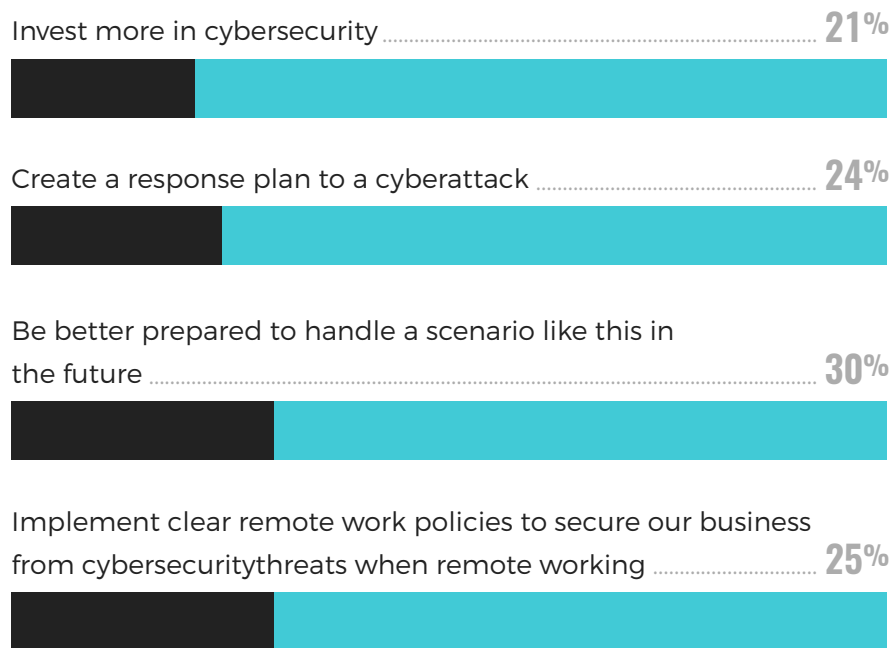 Invest more in cybersecurity 21%
Create a response plan to a cyberattack 24%
Be better prepared to handle a scenario like this in
the future 30%
Implement clear remote work policies to secure our business
from cybersecuritythreats when remote working 25%